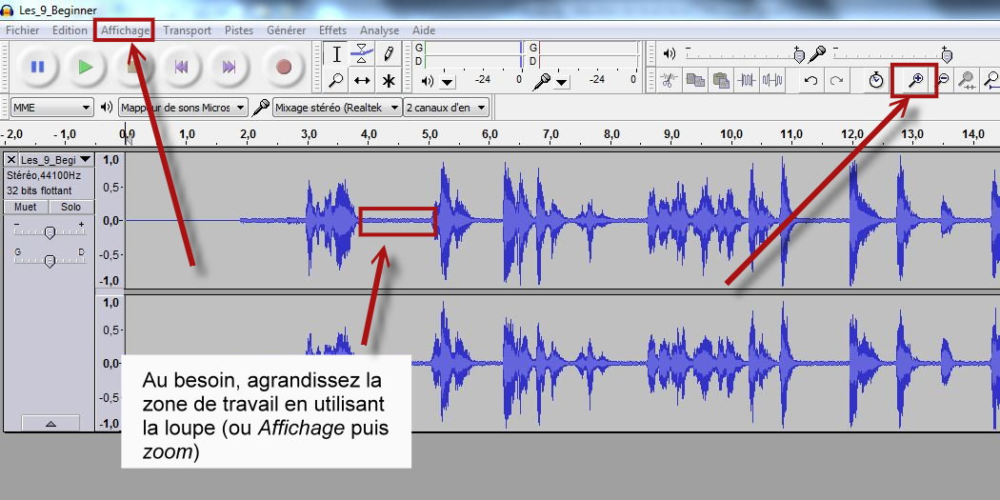 Les_9_Beginner
Fichier Edition Affichage Transport Pistes Générer Effets Analyse Aide
G
D
-24 0
G
D
-24 0
MME
Mappeur de sons Micros
Mixage stéréo (Realtek
2 canaux d'en
- 2,0 - 1,0 0,0 1,0 2,0 3,0 4,0 5,0 6,0 7,0 8,0 9,0 10,0 11,0 12,0 13,0 14,0
Les_9_Begi
Stéréo,44100Hz
32 bits flottant
Muet Solo
- +
G D
1,0
0,5-
0,0-
-0,5-
-1,0
1,0
0,5-
0,0-
-0,5-
-1,0
Au besoin, agrandissez la
zone de travail en utilisant
la loupe (ou Affichage puis
zoom)